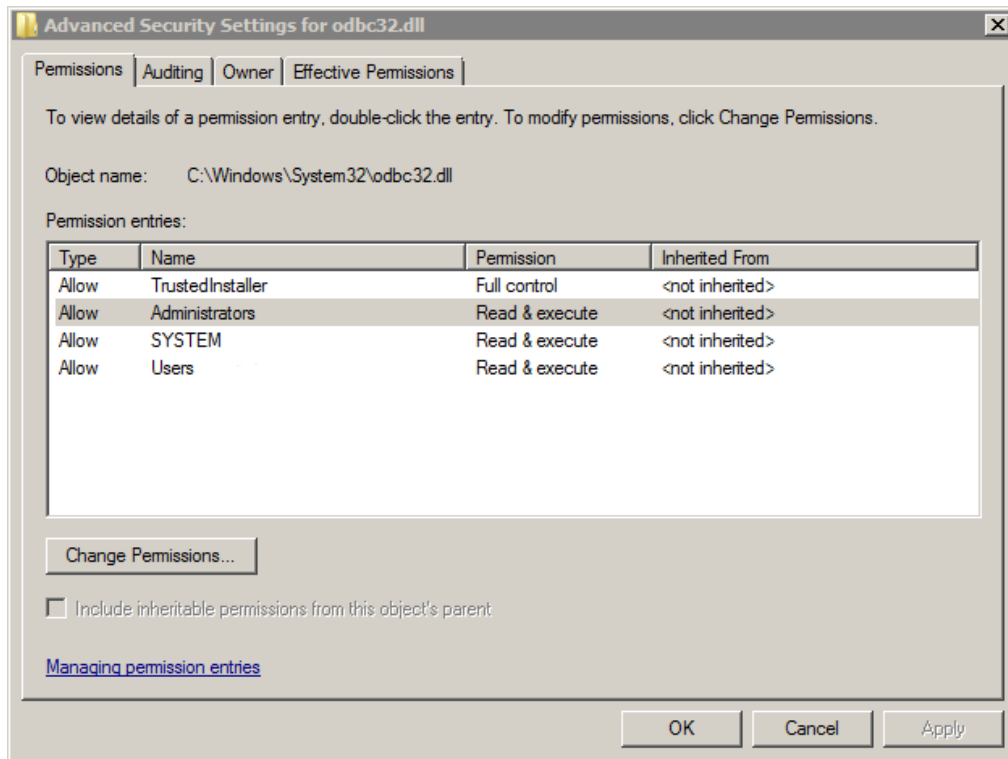 Advanced Security Settings for odbc32.dll
Permissions Auditing Owner Effective Permissions
To view details of a permission entry, double-click the entry. To modify permissions, click Change Permissions.
Object name: C:\Windows\System32\odbc32.dll
Permission entries:
Type Name Permission Inherited From
Allow TrustedInstaller Full control <not inherited>
Allow Administrators Read & execute <not inherited>
Allow SYSTEM Read & execute <not inherited>
Allow Users Read & execute <not inherited>
Change Permissions...
Include inheritable permissions from this object's parent
Managing permission entries
OK Cancel Apply